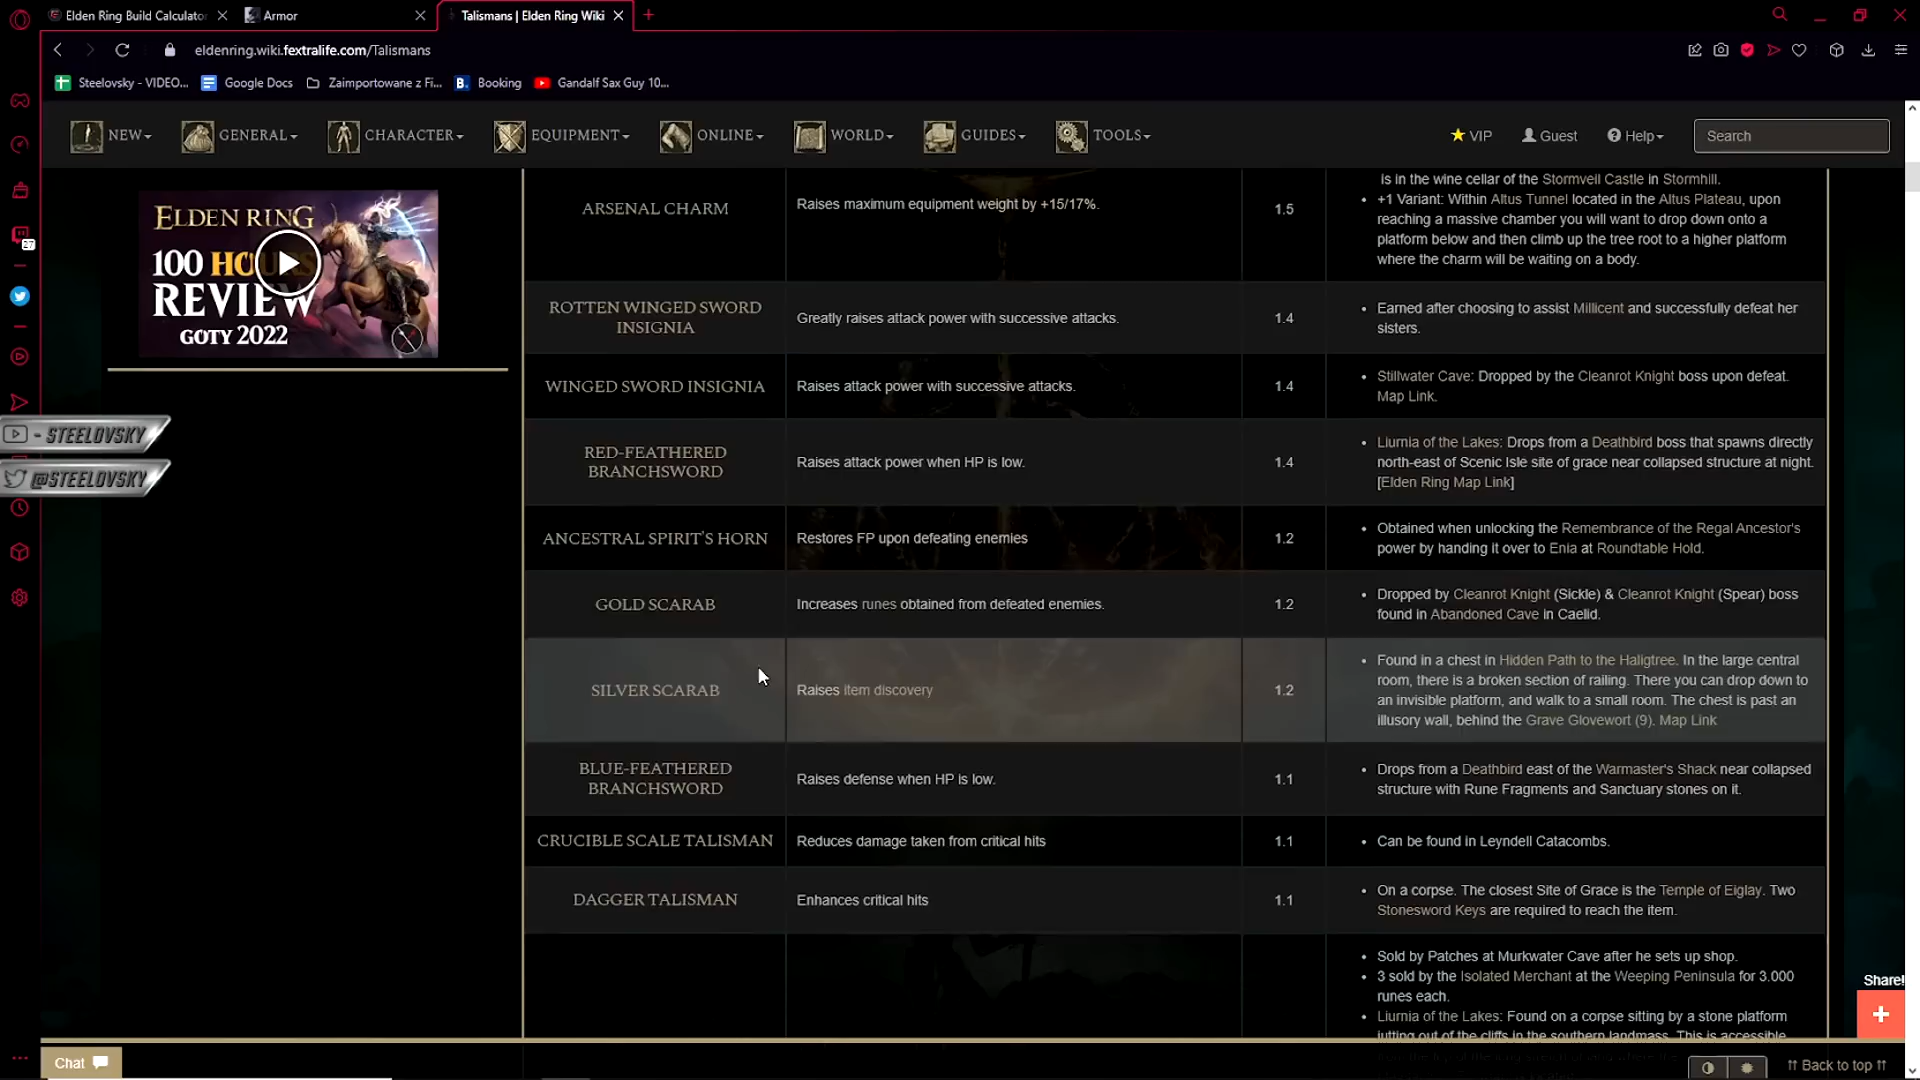 Elden Ring Build Calculator
Armor
Talismans | Elden Ring Wiki
eldenring.wiki.fextralife.com/Talismans
Steelovsky - VIDEO...
Google Docs
Zaimportowane z Fi...
B. Booking
Gandalf Sax Guy 10...
NEW
GENERAL
CHARACTER
EQUIPMENT
ONLINE
WORLD
GUIDES
TOOLS
VIP
Guest
Help
Search
ELDEN RING
100 HOURS
REVIEW
GOTY 2022
27
- STEELOVSKY
@STEELOVSKY
ARSENAL CHARM
Raises maximum equipment weight by +15/17%.
1.5
is in the wine cellar of the Stormveil Castle in Stormhill.
+1 Variant: Within Altus Tunnel located in the Altus Plateau, upon
reaching a massive chamber you will want to drop down onto a
platform below and then climb up the tree root to a higher platform
where the charm will be waiting on a body.
ROTTEN WINGED SWORD
INSIGNIA
Greatly raises attack power with successive attacks.
1.4
Earned after choosing to assist Millicent and successfully defeat her
sisters.
WINGED SWORD INSIGNIA
Raises attack power with successive attacks.
1.4
Stillwater Cave: Dropped by the Cleanrot Knight boss upon defeat.
Map Link.
RED-FEATHERED
BRANCHSWORD
Raises attack power when HP is low.
1.4
Liurnia of the Lakes: Drops from a Deathbird boss that spawns directly
north-east of Scenic Isle site of grace near collapsed structure at night.
[Elden Ring Map Link]
ANCESTRAL SPIRIT'S HORN
Restores FP upon defeating enemies
1.2
Obtained when unlocking the Remembrance of the Regal Ancestor's
power by handing it over to Enia at Roundtable Hold.
GOLD SCARAB
Increases runes obtained from defeated enemies.
1.2
Dropped by Cleanrot Knight (Sickle) & Cleanrot Knight (Spear) boss
found in Abandoned Cave in Caelid.
SILVER SCARAB
Raises item discovery
1.2
Found in a chest in Hidden Path to the Haligtree. In the large central
room, there is a broken section of railing. There you can drop down to
an invisible platform, and walk to a small room. The chest is past an
illusory wall, behind the Grave Glovewort (9). Map Link
BLUE-FEATHERED
BRANCHSWORD
Raises defense when HP is low.
1.1
Drops from a Deathbird east of the Warmaster's Shack near collapsed
structure with Rune Fragments and Sanctuary stones on it.
CRUCIBLE SCALE TALISMAN
Reduces damage taken from critical hits
1.1
Can be found in Leyndell Catacombs.
DAGGER TALISMAN
Enhances critical hits
1.1
On a corpse. The closest Site of Grace is the Temple of Eiglay. Two
Stonesword Keys are required to reach the item.
Sold by Patches at Murkwater Cave after he sets up shop.
3 sold by the Isolated Merchant at the Weeping Peninsula for 3.000
runes each.
Liurnia of the Lakes: Found on a corpse sitting by a stone platform
jutting out of the cliffs in the southern landmass. This is accessible
Share!
Chat
Back to top